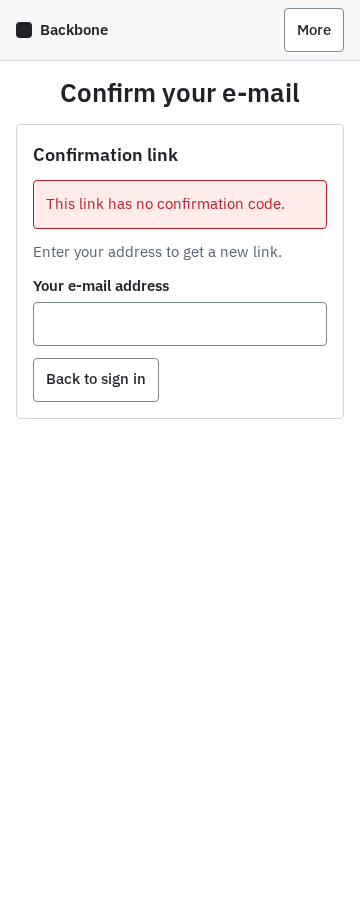 Backbone
More
Confirm your e-mail
Confirmation link
This link has no confirmation code.
Enter your address to get a new link.
Your e-mail address
Back to sign in